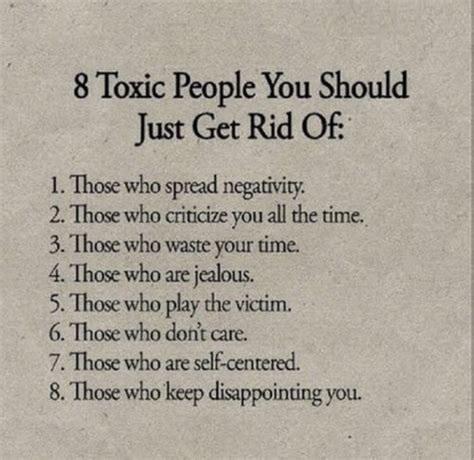 8 Toxic People You Should
Just Get Rid Of:
1. Those who spread negativity.
2. Those who criticize you all the time.
3. Those who waste your time.
4. Those who are jealous.
5. Those who play the victim.
6. Those who don't care.
7. Those who are self-centered.
8. Those who keep disappointing you.